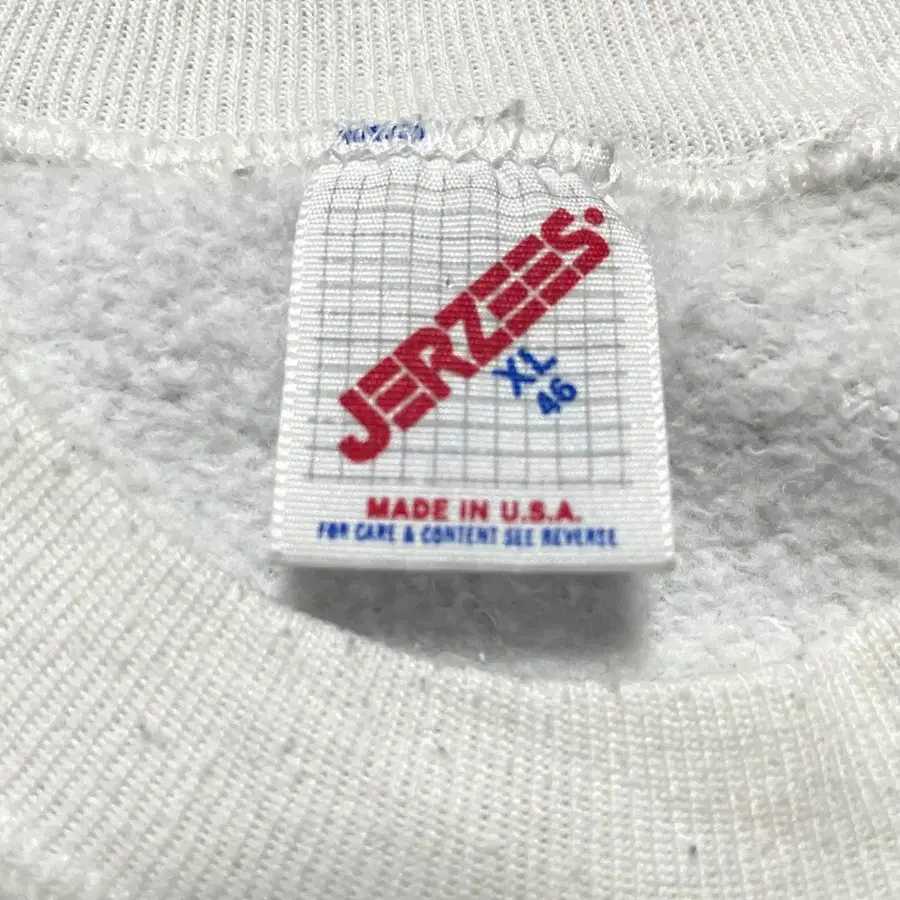 JERZEES
XL
46
MADE IN U.S.A.
FOR CARE & CONTENT SEE REVERSE